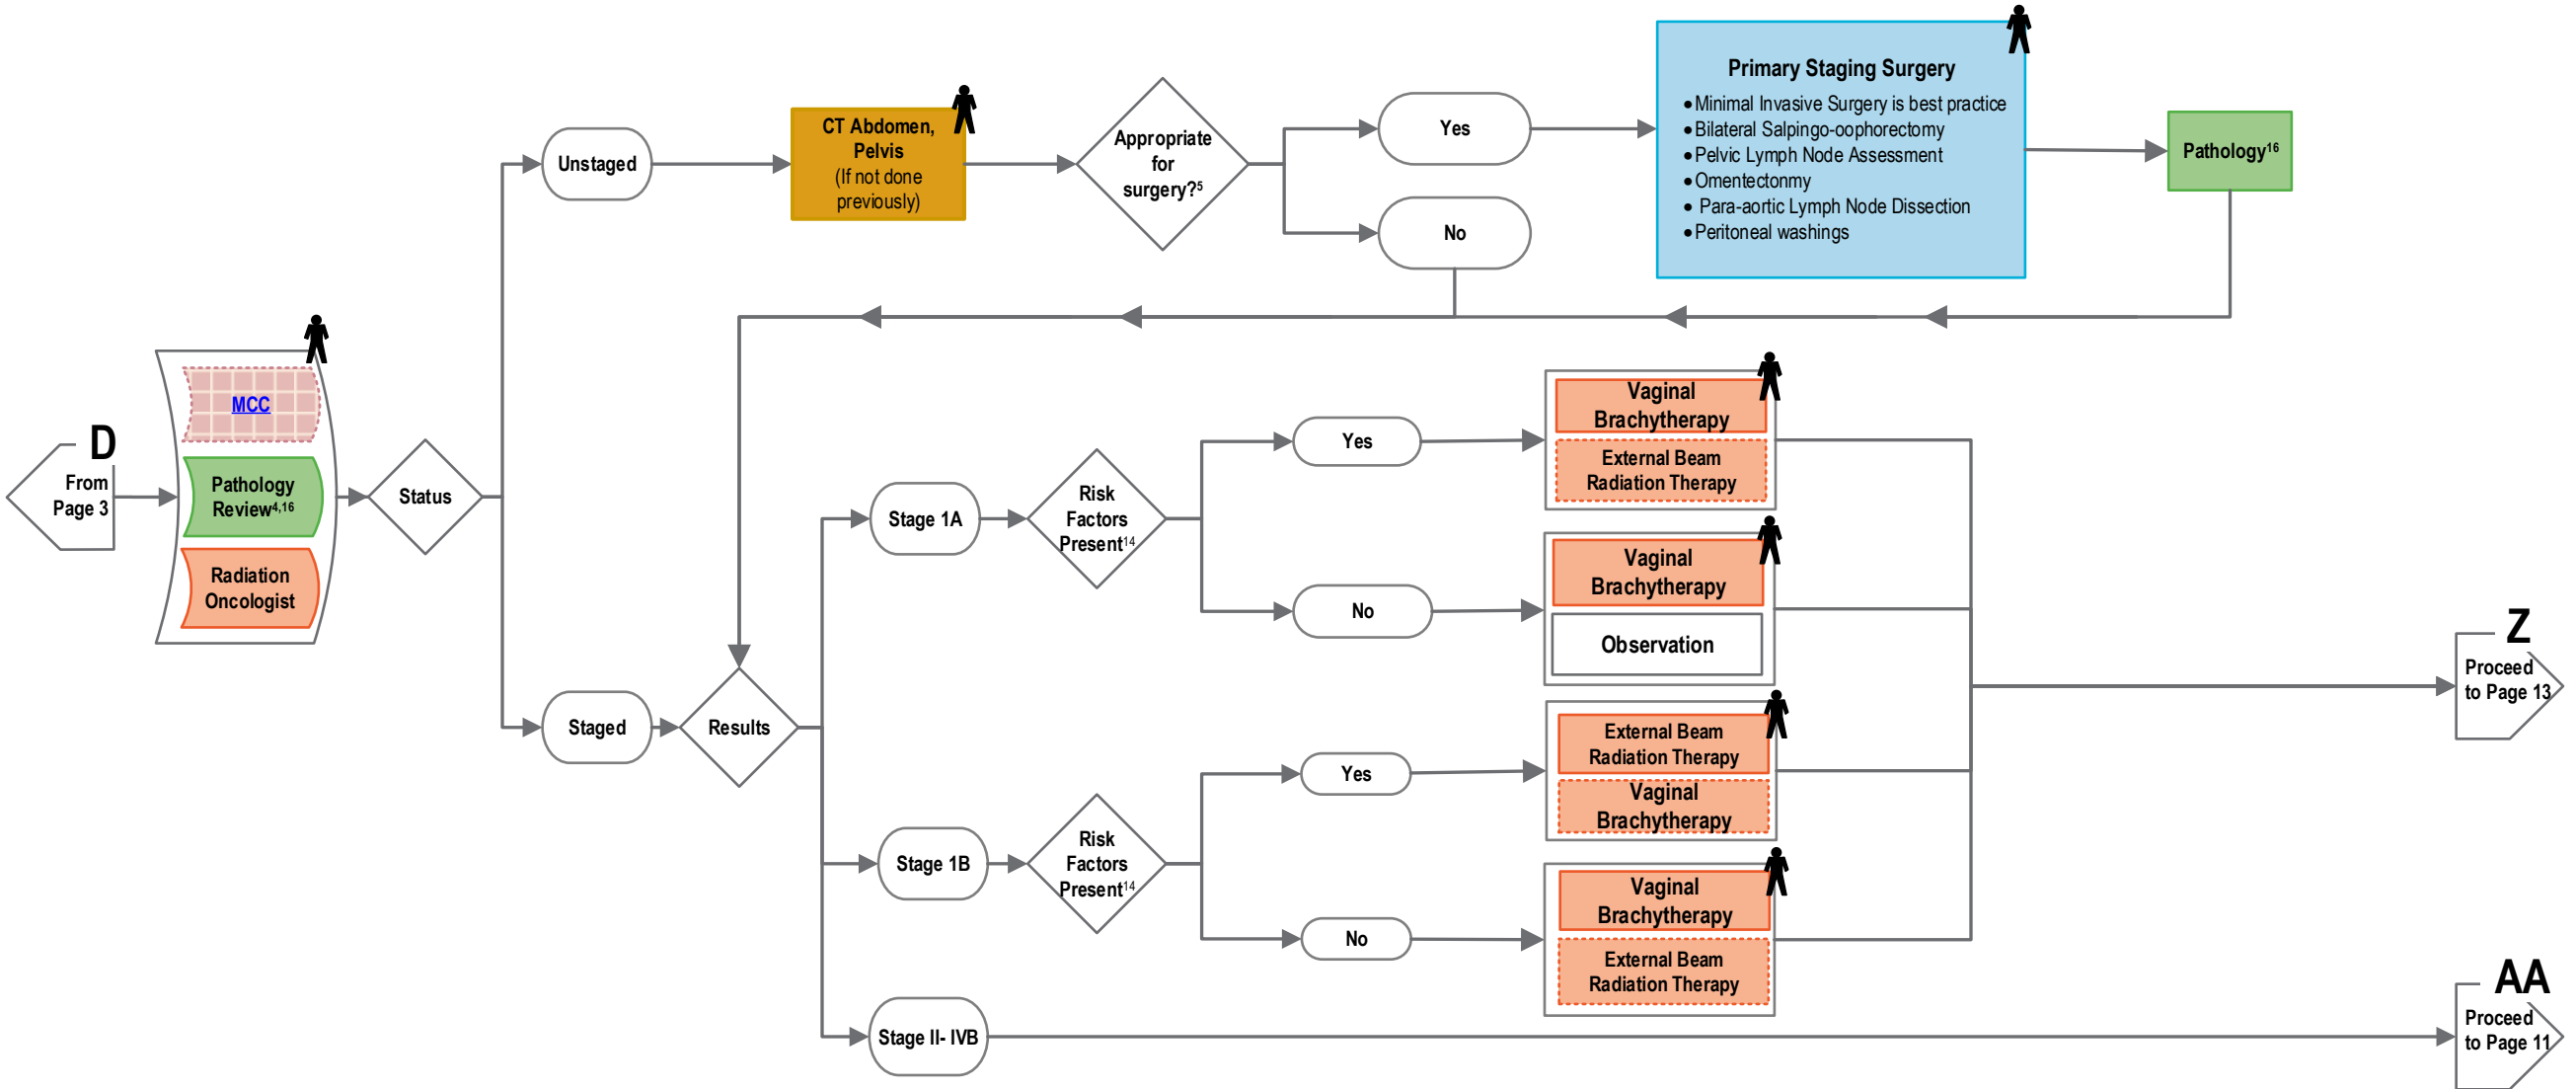 D
From
Page 3
MCC
Pathology
Review4,16
Radiation
Oncologist
Status
Unstaged
CT Abdomen,
Pelvis
(If not done
previously)
Appropriate
for
surgery?5
Yes
No
Primary Staging Surgery
•Minimal Invasive Surgery is best practice
•Bilateral Salpingo-oophorectomy
•Pelvic Lymph Node Assessment
•Omentectonmy
• Para-aortic Lymph Node Dissection
•Peritoneal washings
Pathology16
Staged
Results
Stage 1A
Risk
Factors
Present14
Yes
Vaginal
Brachytherapy
External Beam
Radiation Therapy
No
Vaginal
Brachytherapy
Observation
Stage 1B
Risk
Factors
Present14
Yes
External Beam
Radiation Therapy
Vaginal
Brachytherapy
No
Vaginal
Brachytherapy
External Beam
Radiation Therapy
Z
Proceed
to Page 13
Stage II- IVB
AA
Proceed
to Page 11